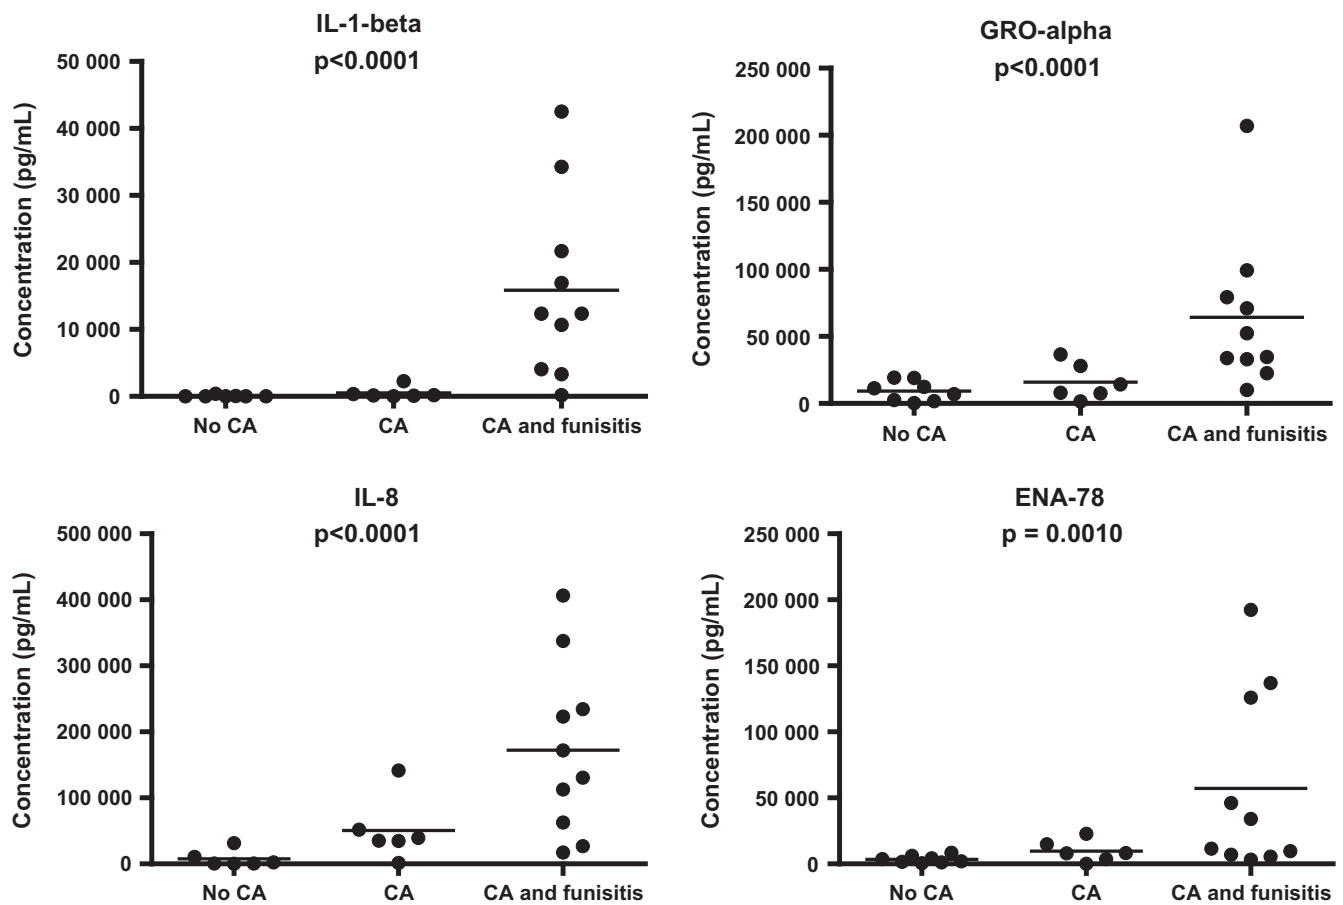 IL-1-beta
p<0.0001
Concentration (pg/mL)
50 000
40 000
30 000
20 000
10 000
0
No CA
CA
CA and funisitis
GRO-alpha
p<0.0001
Concentration (pg/mL)
250 000
200 000
150 000
100 000
50 000
0
No CA
CA
CA and funisitis
IL-8
p<0.0001
Concentration (pg/mL)
500 000
400 000
300 000
200 000
100 000
0
No CA
CA
CA and funisitis
ENA-78
p = 0.0010
Concentration (pg/mL)
250 000
200 000
150 000
100 000
50 000
0
No CA
CA
CA and funisitis